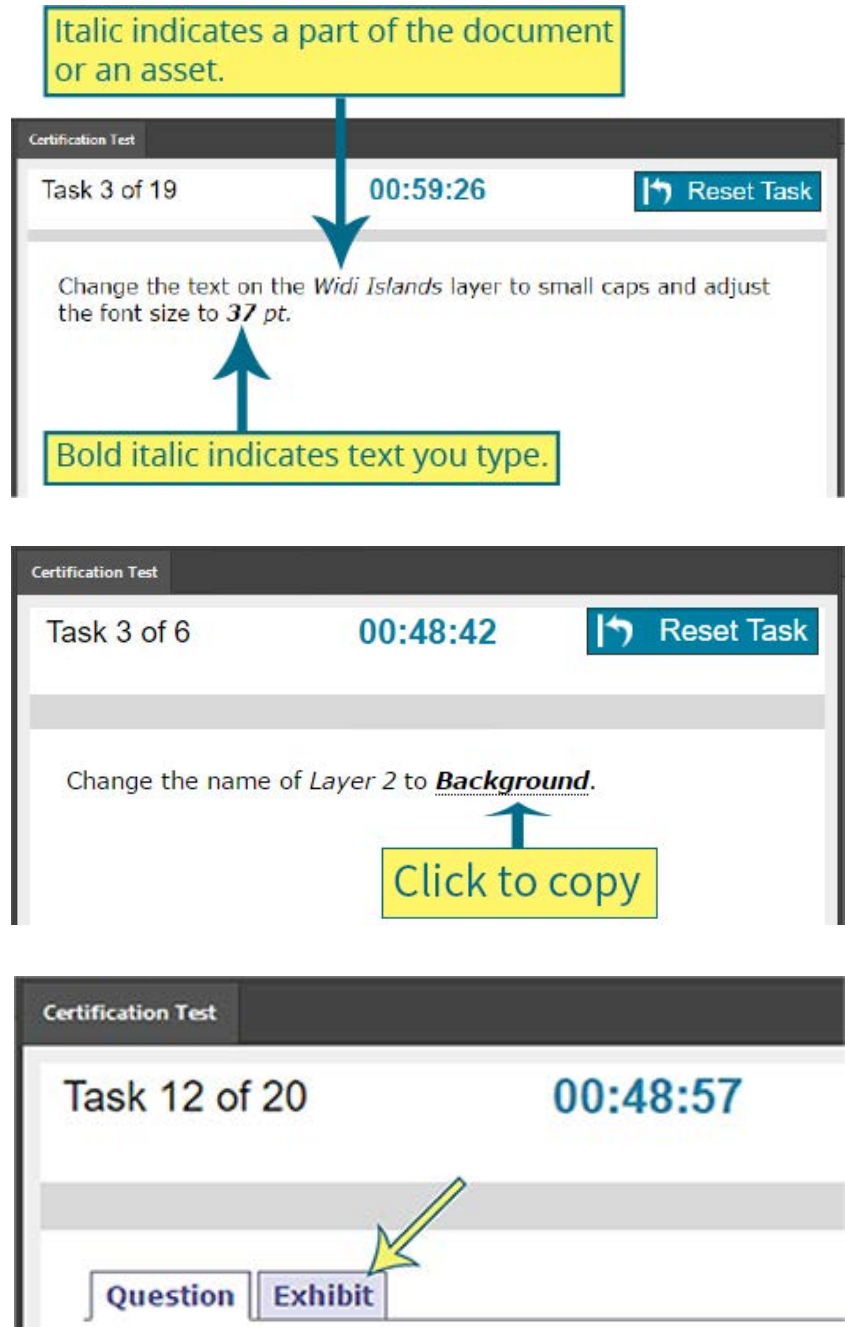 Italic indicates a part of the document
or an asset.
Certification Test
Task 3 of 19 00:59:26 Reset Task
Change the text on the Widi Islands layer to small caps and adjust
the font size to 37 pt.
Bold italic indicates text you type.
Certification Test
Task 3 of 6 00:48:42 Reset Task
Change the name of Layer 2 to Background.
Click to copy
Certification Test
Task 12 of 20 00:48:57
Question Exhibit